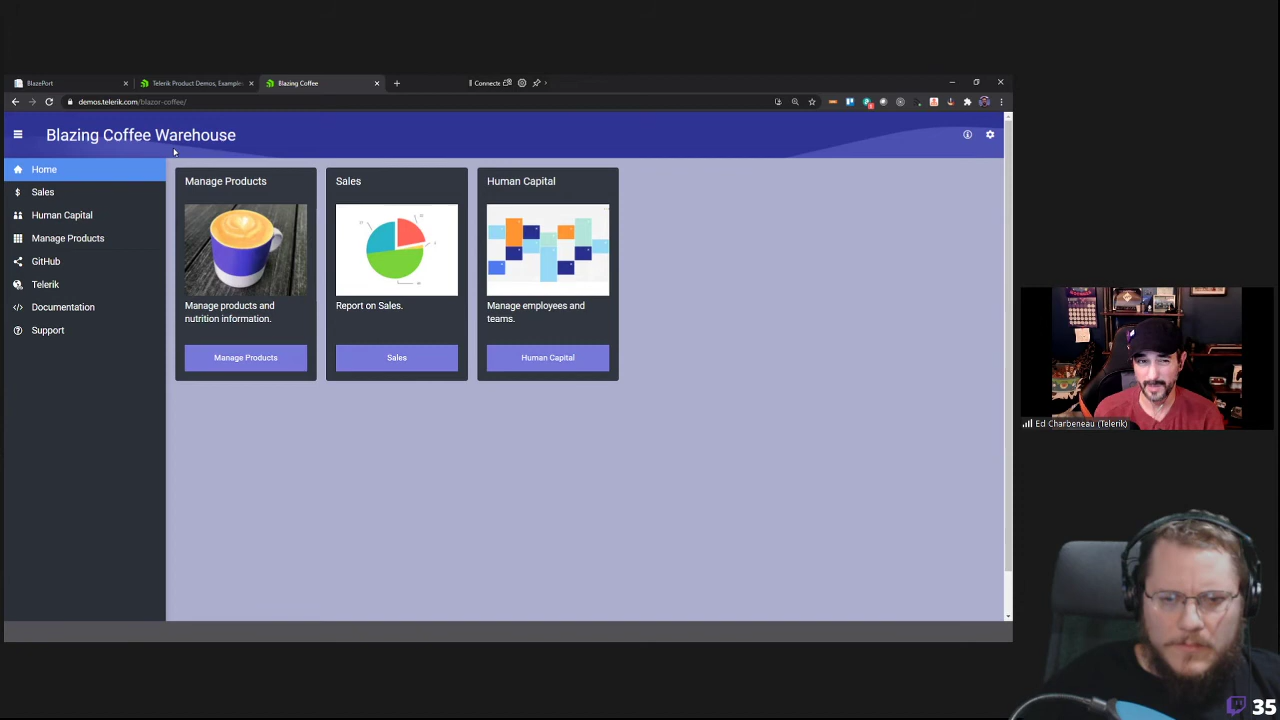 BlazePort
Telerik Product Demos, Example
Blazing Coffee
Connecte
demos.telerik.com/blazor-coffee/
Blazing Coffee Warehouse
Home
Sales
Human Capital
Manage Products
GitHub
Telerik
Documentation
Support
Manage Products
Manage products and
nutrition information.
Manage Products
Sales
Report on Sales.
Sales
Human Capital
Manage employees and
teams.
Human Capital
Ed Charbeneau (Telerik)
35